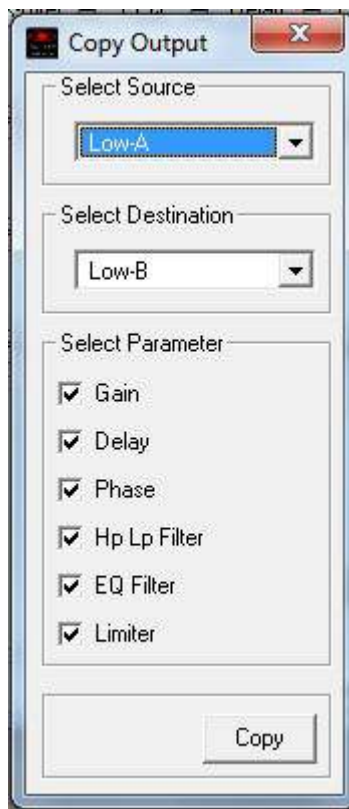 Copy Output
Select Source
Low-A
Select Destination
Low-B
Select Parameter
Gain
Delay
Phase
Hp Lp Filter
EQ Filter
Limiter
Copy